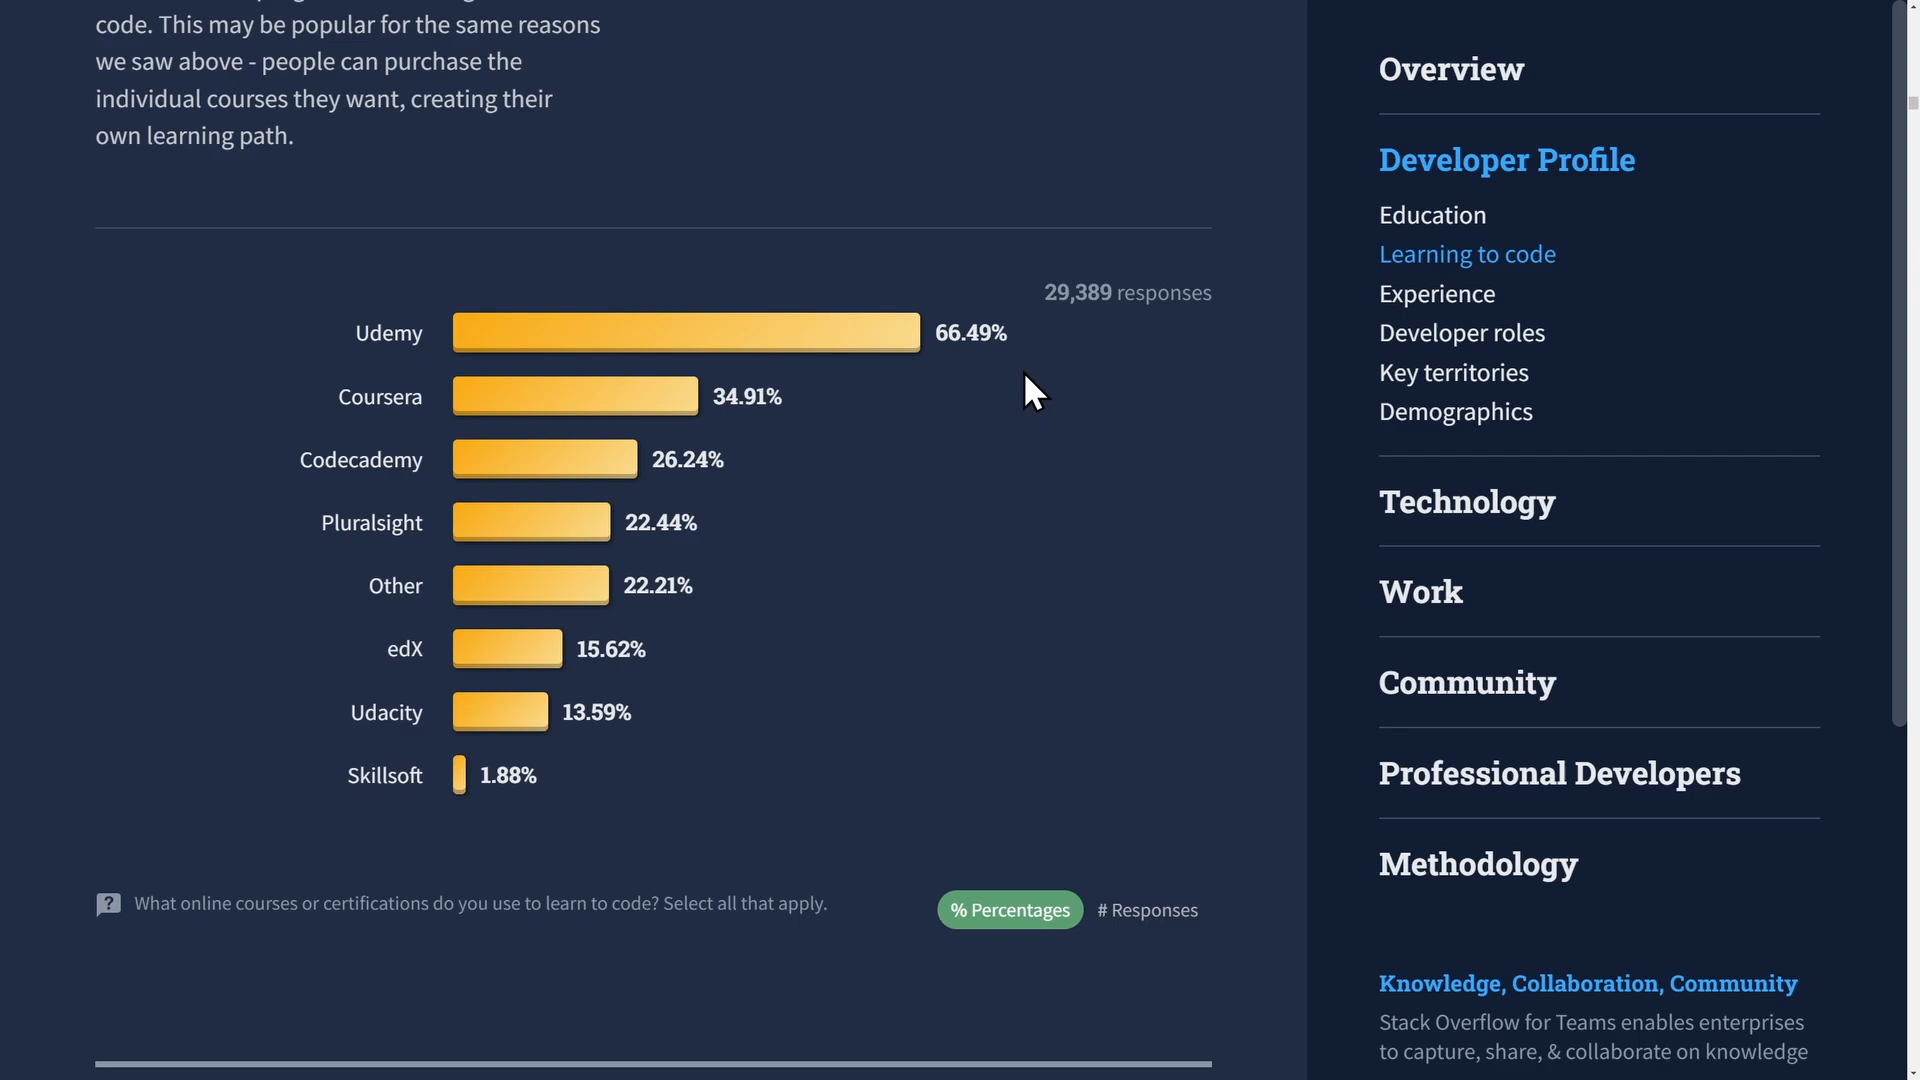 code. This may be popular for the same reasons
we saw above - people can purchase the
individual courses they want, creating their
own learning path.
29,389 responses
Udemy 66.49%
Coursera 34.91%
Codecademy 26.24%
Pluralsight 22.44%
Other 22.21%
edX 15.62%
Udacity 13.59%
Skillsoft 1.88%
? What online courses or certifications do you use to learn to code? Select all that apply.
% Percentages # Responses
Overview
Developer Profile
Education
Learning to code
Experience
Developer roles
Key territories
Demographics
Technology
Work
Community
Professional Developers
Methodology
Knowledge, Collaboration, Community
Stack Overflow for Teams enables enterprises
to capture, share, & collaborate on knowledge